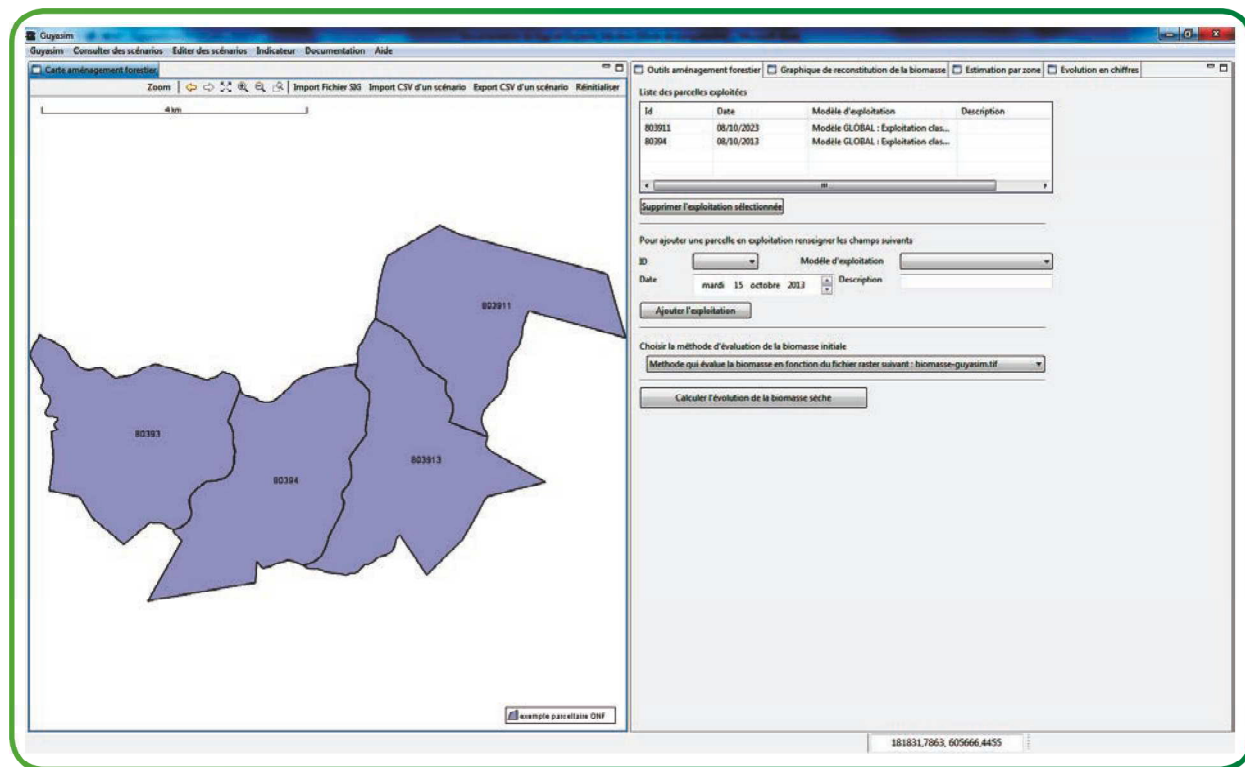 Guyasim
Guyasim Consulter des scénarios Editer des scénarios Indicateur Documentation Aide
Carte aménagement forestier
Zoom Import Fichier SIG Import CSV d'un scénario Export CSV d'un scénario Réinitialiser
4 km
803911
80393
80394
803913
exemple parcellaire ONF
Outils aménagement forestier Graphique de reconstitution de la biomasse Estimation par zone Evolution en chiffres
Liste des parcelles exploitées
Id Date Modèle d'exploitation Description
803911 08/10/2023 Modèle GLOBAL : Exploitation clas...
80394 08/10/2013 Modèle GLOBAL : Exploitation clas...
Supprimer l'exploitation sélectionnée
Pour ajouter une parcelle en exploitation renseigner les champs suivants
ID Modèle d'exploitation
Date mardi 15 octobre 2013 Description
Ajouter l'exploitation
Choisir la méthode d'évaluation de la biomasse initiale
Methode qui évalue la biomasse en fonction du fichier raster suivant : biomasse-guyasim.tif
Calculer l'évolution de la biomasse sèche
181831,7863, 605666,4455